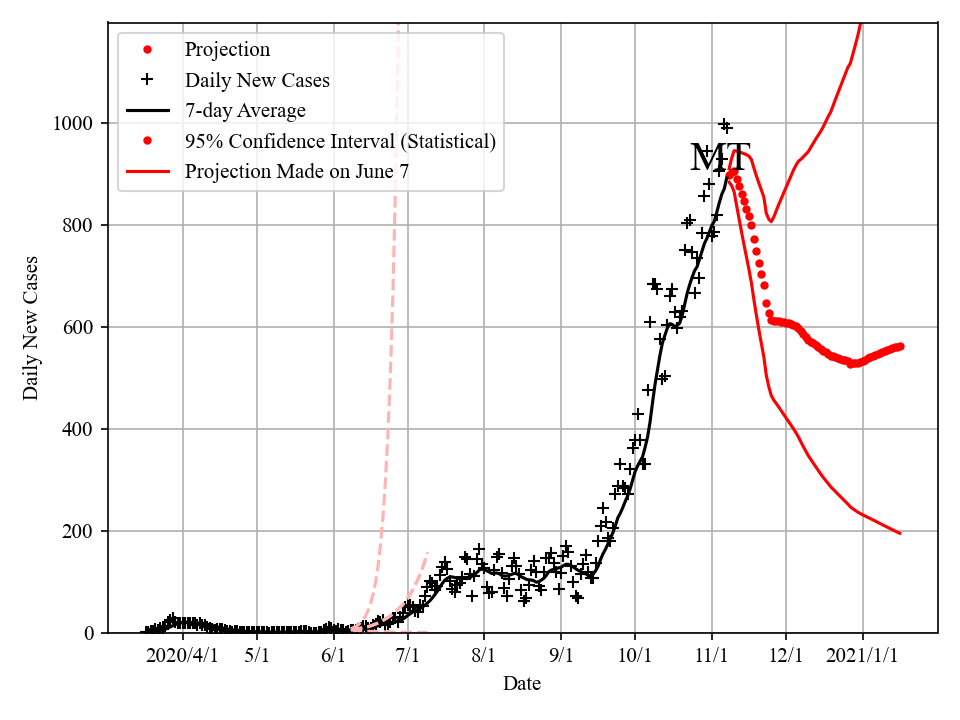 Projection
Daily New Cases
7-day Average
95% Confidence Interval (Statistical)
Projection Made on June 7
MT
Daily New Cases
1000
800
600
400
200
0
2020/4/1 5/1 6/1 7/1 8/1 9/1 10/1 11/1 12/1 2021/1/1
Date